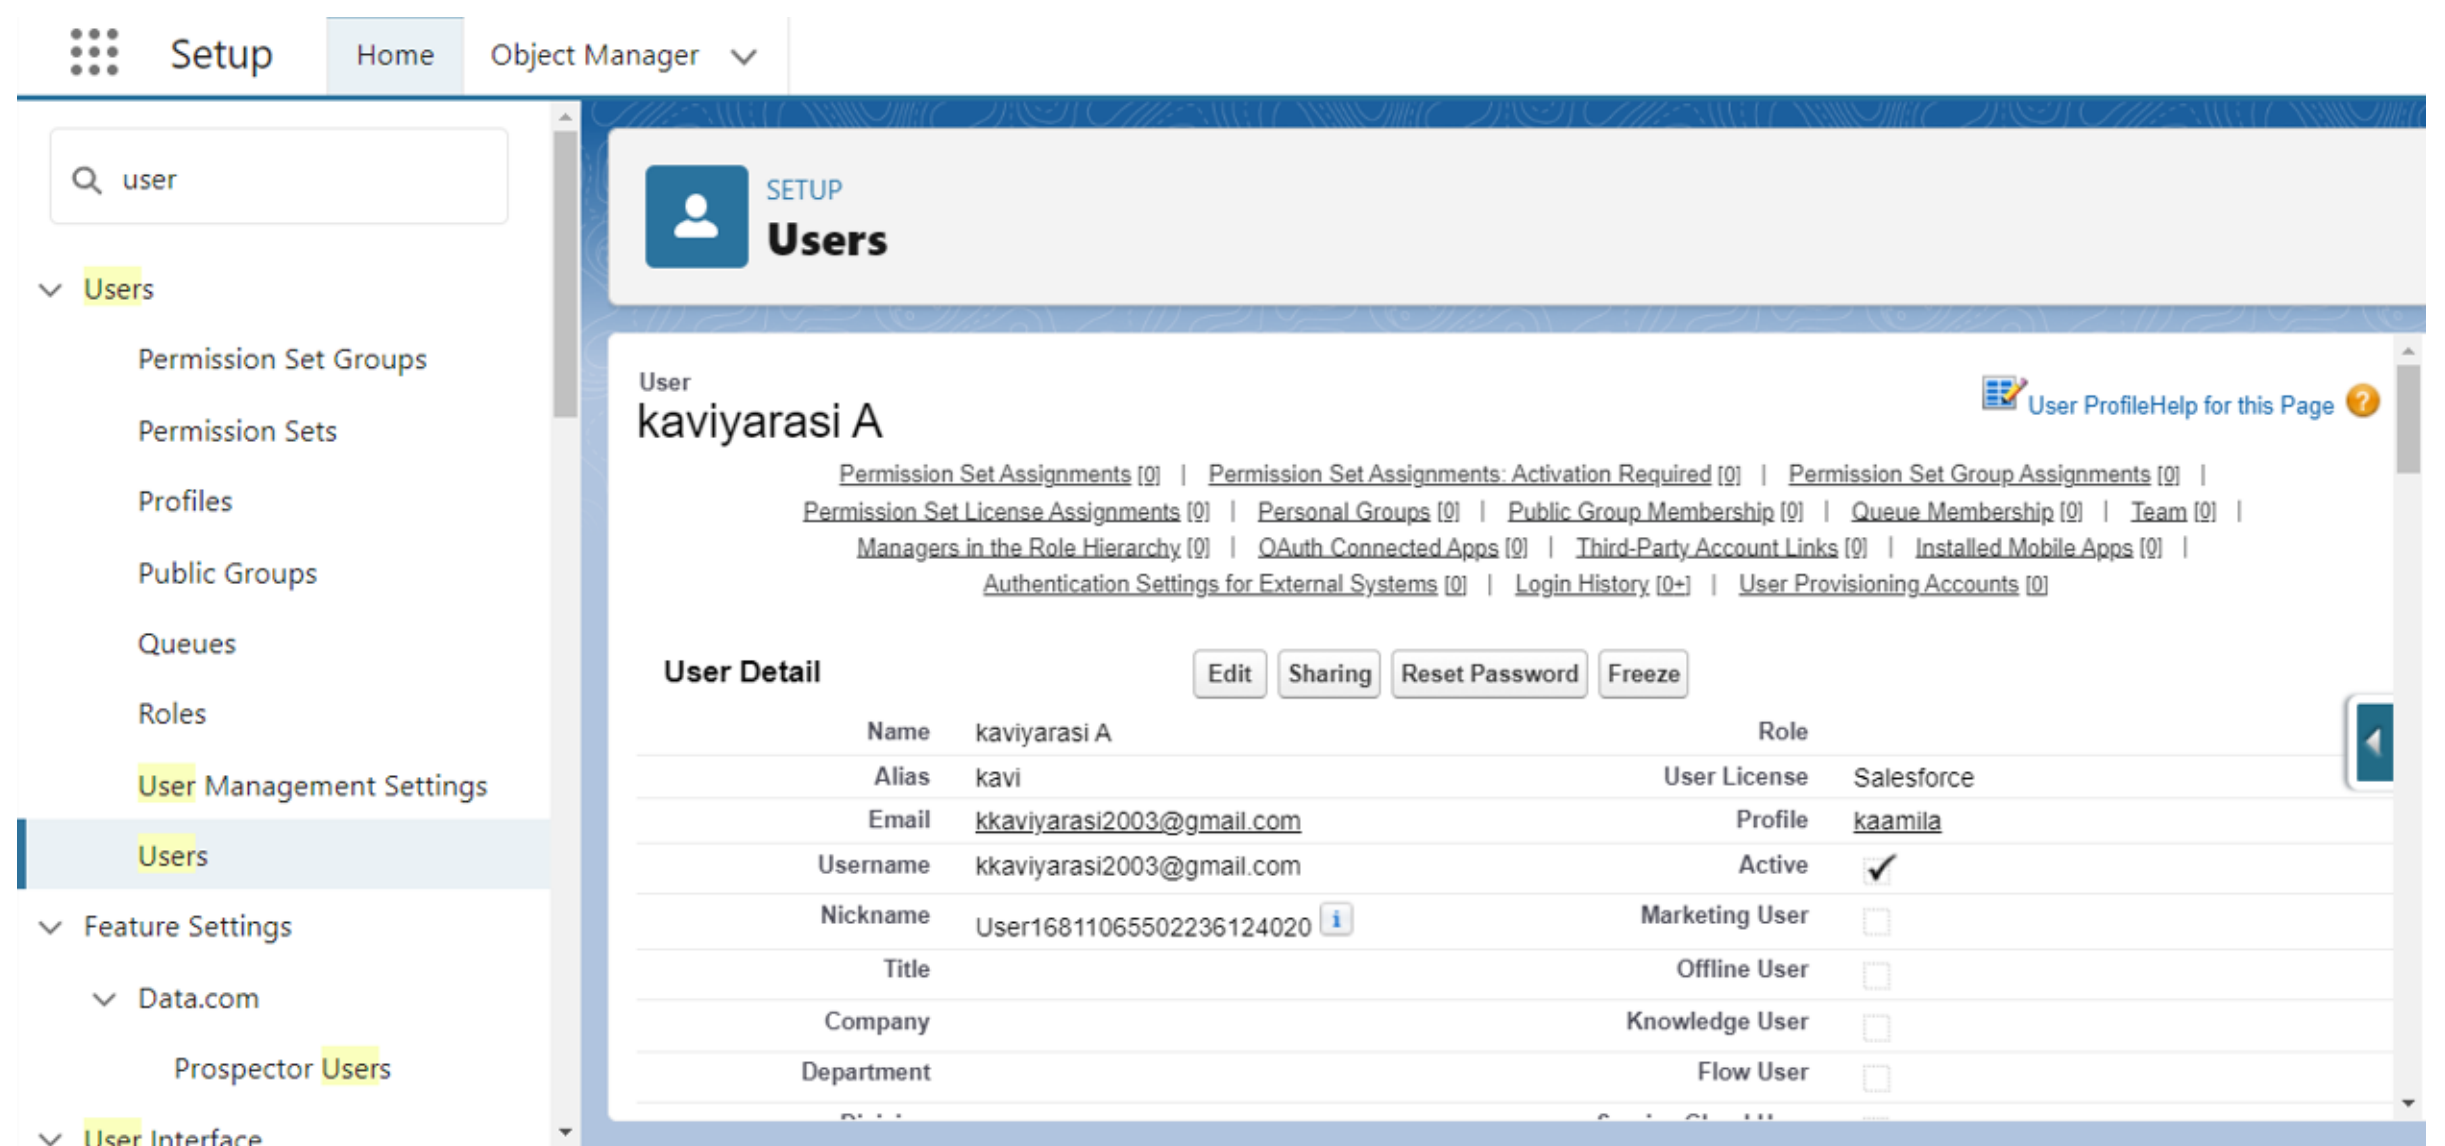 Setup
Home
Object Manager
user
Users
Permission Set Groups
Permission Sets
Profiles
Public Groups
Queues
Roles
User Management Settings
Users
Feature Settings
Data.com
Prospector Users
User Interface
SETUP
Users
User
kaviyarasi A
User ProfileHelp for this Page ?
Permission Set Assignments [0] | Permission Set Assignments: Activation Required [0] | Permission Set Group Assignments [0] |
Permission Set License Assignments [0] | Personal Groups [0] | Public Group Membership [0] | Queue Membership [0] | Team [0] |
Managers in the Role Hierarchy [0] | OAuth Connected Apps [0] | Third-Party Account Links [0] | Installed Mobile Apps [0] |
Authentication Settings for External Systems [0] | Login History [0+] | User Provisioning Accounts [0]
User Detail Edit Sharing Reset Password Freeze
Name kaviyarasi A Role
Alias kavi User License Salesforce
Email kkaviyarasi2003@gmail.com Profile kaamila
Username kkaviyarasi2003@gmail.com Active
Nickname User16811065502236124020 i Marketing User
Title Offline User
Company Knowledge User
Department Flow User